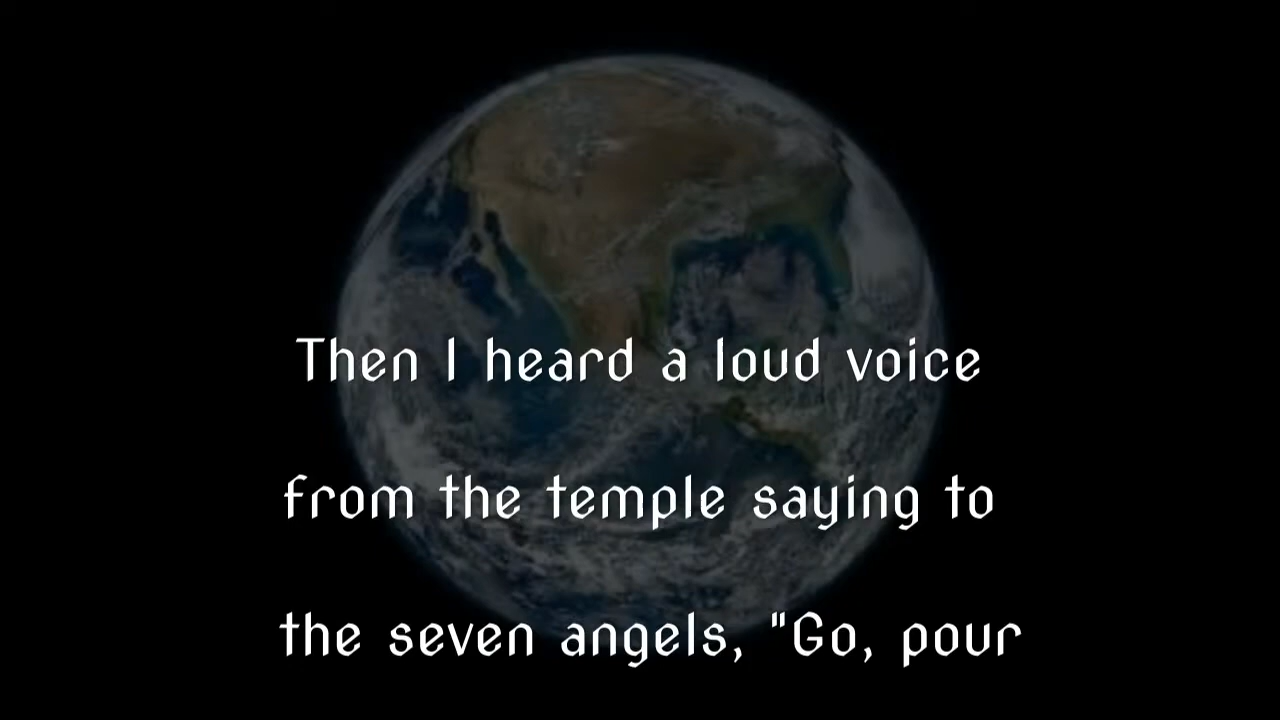 Then I heard a loud voice
from the temple saying to
the seven angels, "Go, pour